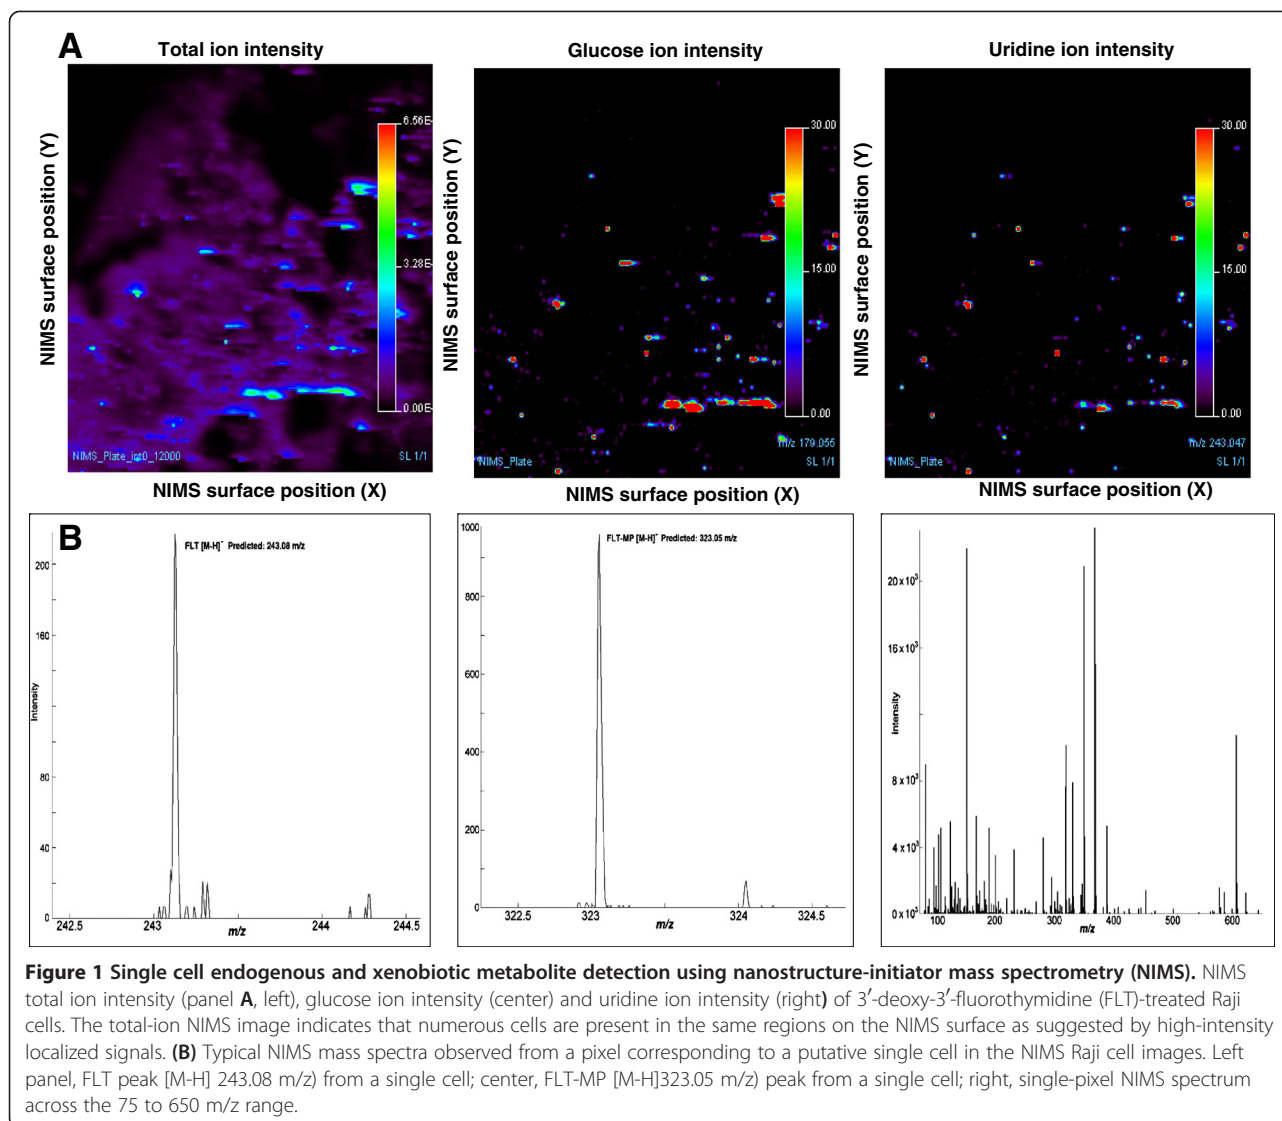 A
Total ion intensity
Glucose ion intensity
Uridine ion intensity
NIMS surface position (Y)
6.56E-
3.28E-
0.00E-
NIMS_Plate_int0_12000
SL 1/1
NIMS surface position (X)
NIMS surface position (Y)
30.00
15.00
0.00
m/z 179.055
NIMS_Plate
SL 1/1
NIMS surface position (X)
NIMS surface position (Y)
30.00
15.00
0.00
m/z 243.047
NIMS_Plate
SL 1/1
NIMS surface position (X)
B
FLT [M-H]⁻ Predicted: 243.08 m/z
Intensity
200
160
120
80
40
0
242.5
243
244
244.5
m/z
FLT-MP [M-H]⁻ Predicted: 323.05 m/z
1000
800
600
400
200
0
322.5
323
324
324.5
m/z
Intensity
20 x 10³
16 x 10³
8 x 10³
4 x 10³
0 x 10³
100
200
300
400
500
600
m/z
Figure 1 Single cell endogenous and xenobiotic metabolite detection using nanostructure-initiator mass spectrometry (NIMS). NIMS
total ion intensity (panel A, left), glucose ion intensity (center) and uridine ion intensity (right) of 3′-deoxy-3′-fluorothymidine (FLT)-treated Raji
cells. The total-ion NIMS image indicates that numerous cells are present in the same regions on the NIMS surface as suggested by high-intensity
localized signals. (B) Typical NIMS mass spectra observed from a pixel corresponding to a putative single cell in the NIMS Raji cell images. Left
panel, FLT peak [M-H] 243.08 m/z) from a single cell; center, FLT-MP [M-H]323.05 m/z) peak from a single cell; right, single-pixel NIMS spectrum
across the 75 to 650 m/z range.